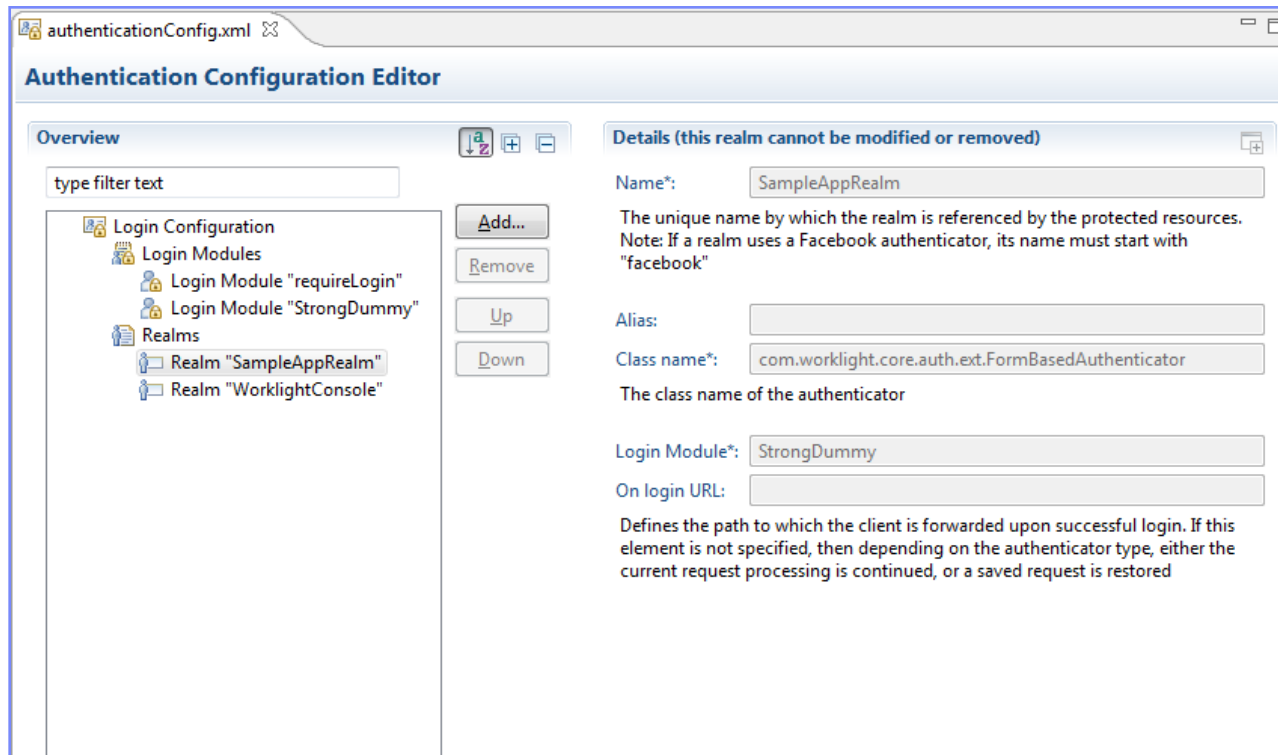 authenticationConfig.xml
Authentication Configuration Editor
Overview
type filter text
Login Configuration
Login Modules
Login Module "requireLogin"
Login Module "StrongDummy"
Realms
Realm "SampleAppRealm"
Realm "WorklightConsole"
Add...
Remove
Up
Down
Details (this realm cannot be modified or removed)
Name*: SampleAppRealm
The unique name by which the realm is referenced by the protected resources.
Note: If a realm uses a Facebook authenticator, its name must start with
"facebook"
Alias:
Class name*: com.worklight.core.auth.ext.FormBasedAuthenticator
The class name of the authenticator
Login Module*: StrongDummy
On login URL:
Defines the path to which the client is forwarded upon successful login. If this
element is not specified, then depending on the authenticator type, either the
current request processing is continued, or a saved request is restored